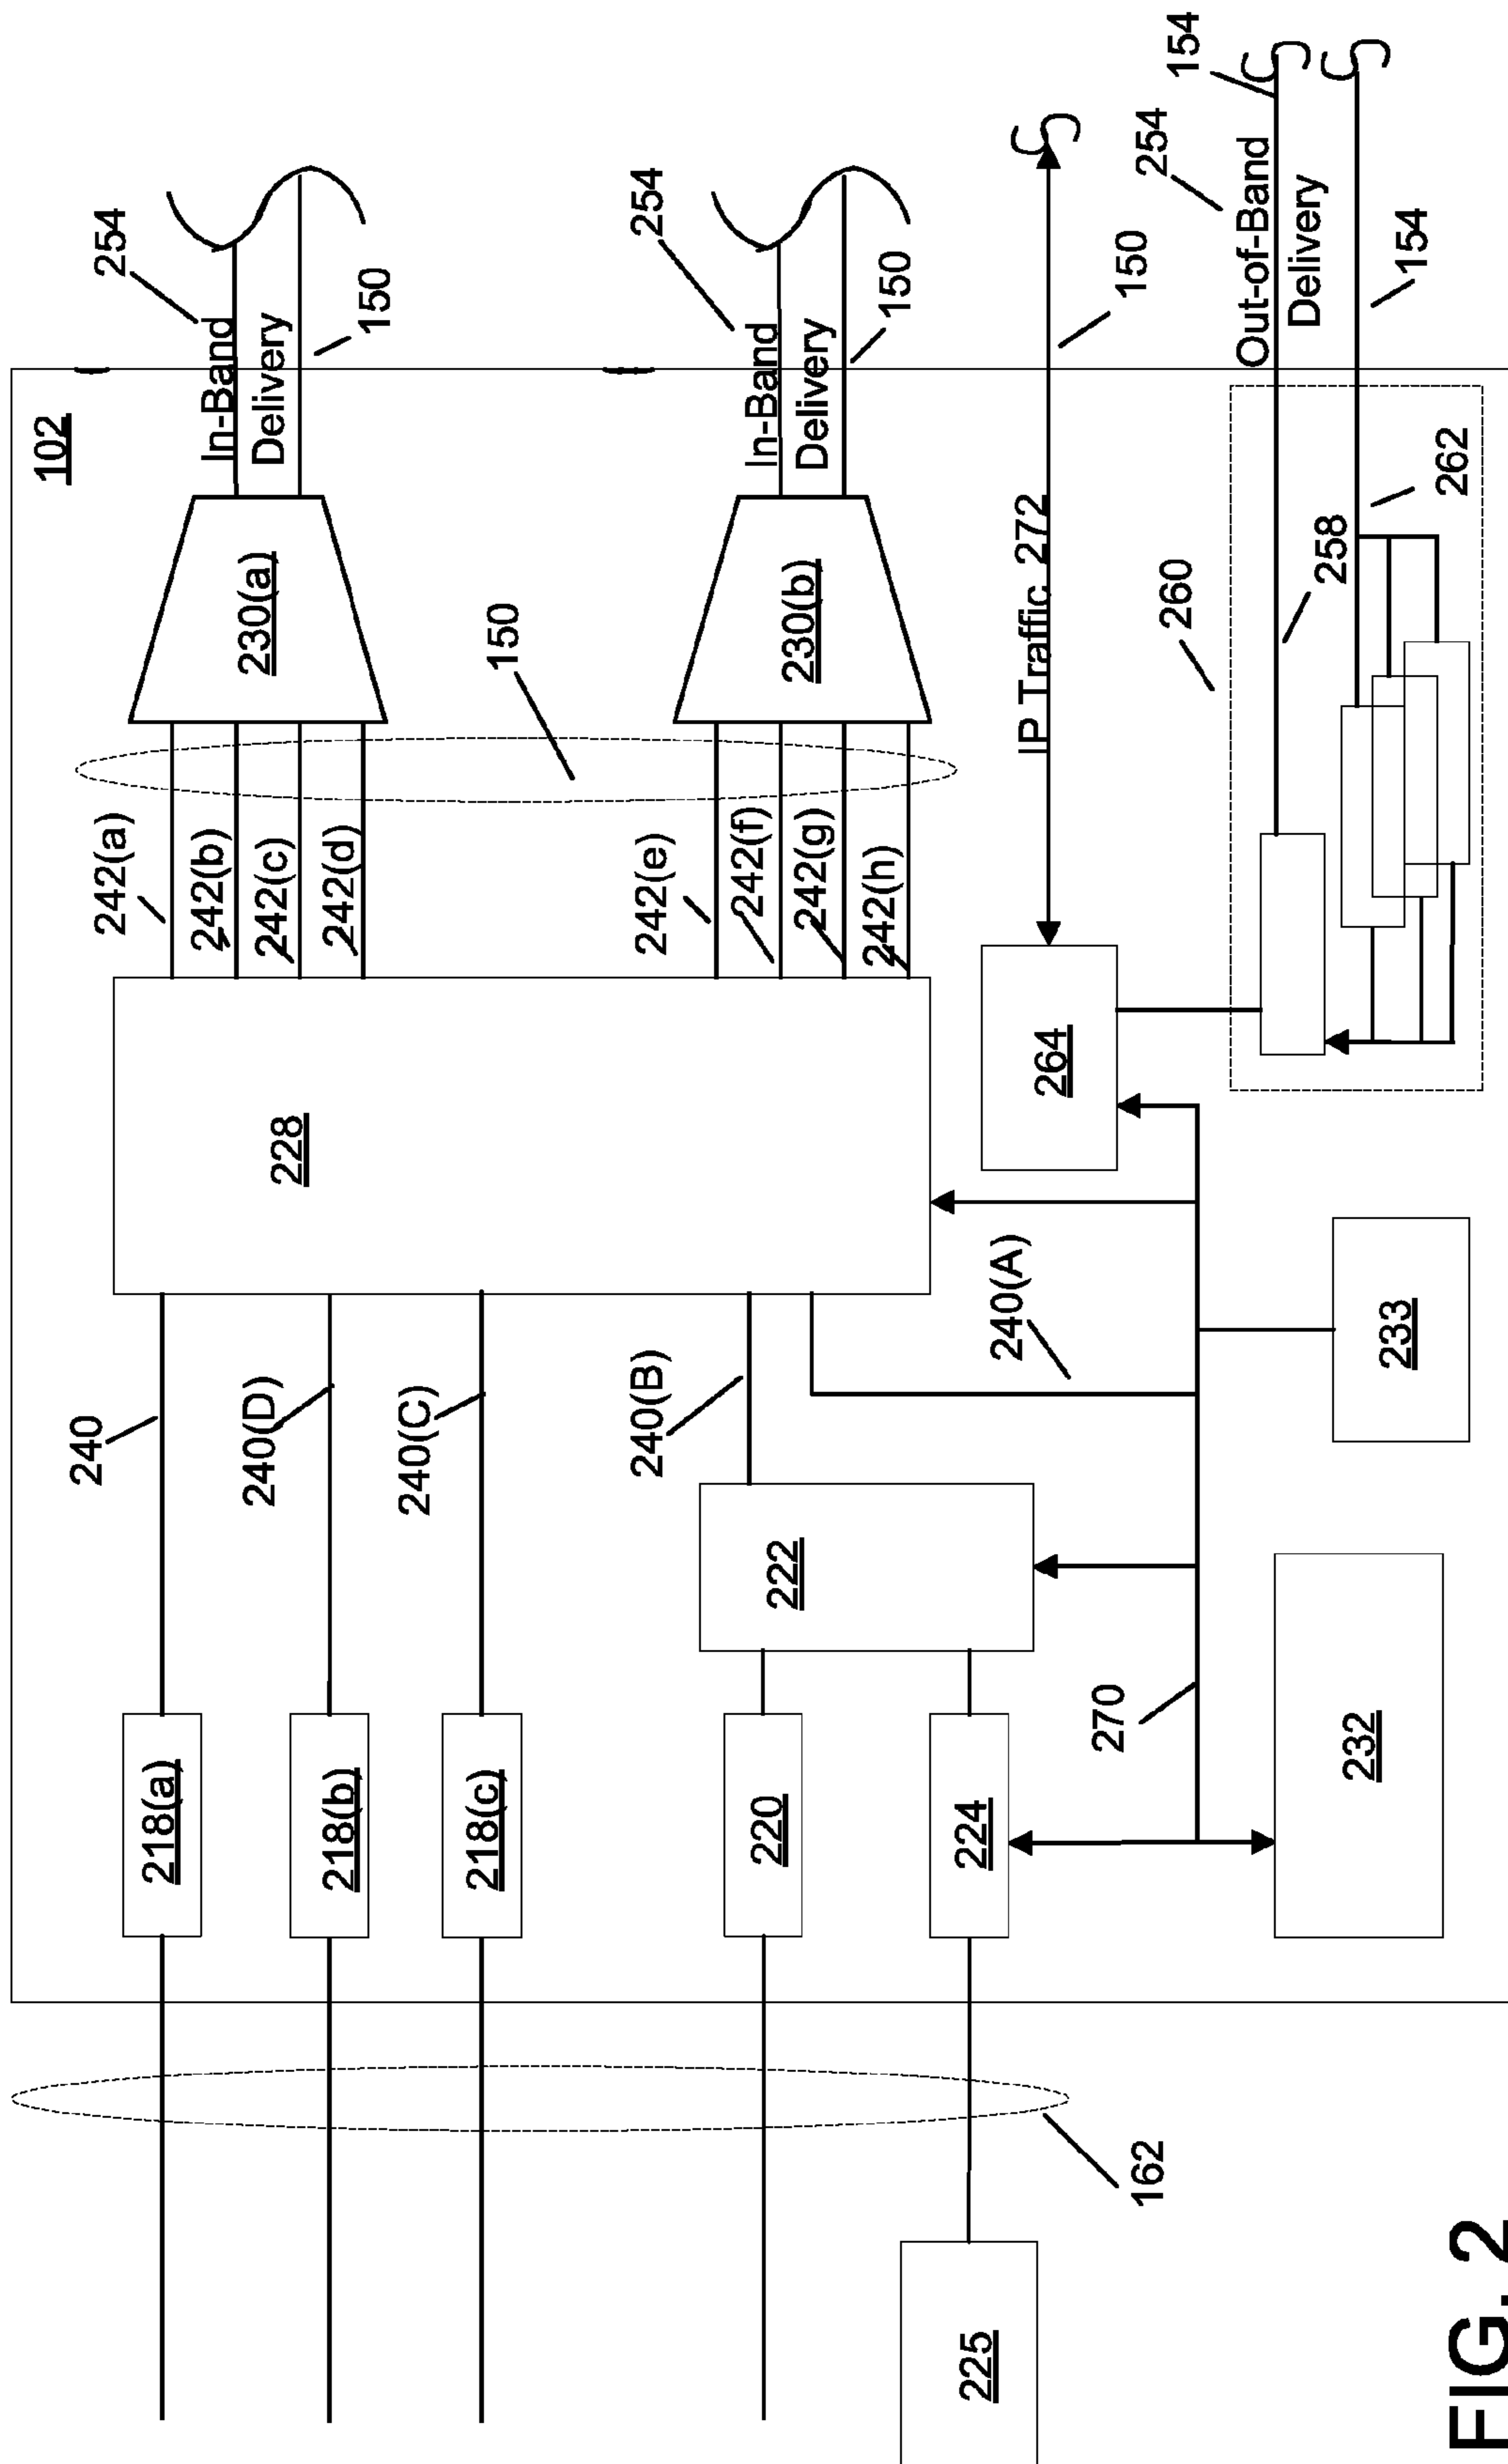 102
254
In-Band
Delivery
150
254
In-Band
Delivery
150
IP Traffic 272
150
254
154
Out-of-Band
Delivery
154
230(a)
230(b)
150
260
258
262
242(a)
242(b)
242(c)
242(d)
242(e)
242(f)
242(g)
242(h)
228
264
240
240(D)
240(C)
240(B)
240(A)
222
233
218(a)
218(b)
218(c)
220
224
270
232
162
225
FIG. 2